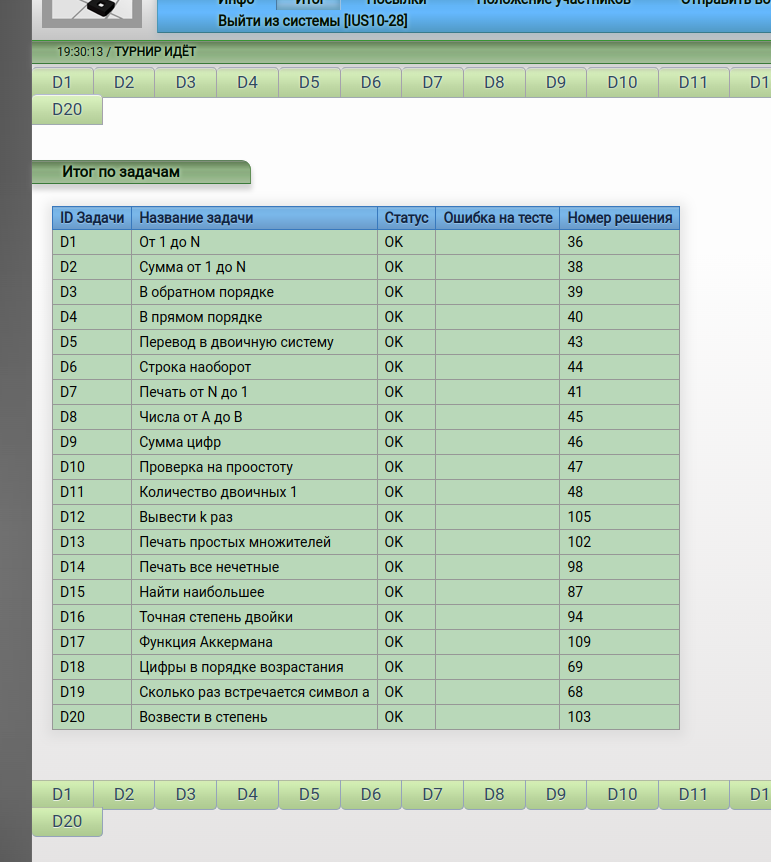 Инфо Итог Посылки Положение участников
Выйти из системы [IUS10-28]
19:30:13 / ТУРНИР ИДЁТ
D1 D2 D3 D4 D5 D6 D7 D8 D9 D10 D11
D20
Итог по задачам
ID Задачи Название задачи Статус Ошибка на тесте Номер решения
D1 От 1 до N OK 36
D2 Сумма от 1 до N OK 38
D3 В обратном порядке OK 39
D4 В прямом порядке OK 40
D5 Перевод в двоичную систему OK 43
D6 Строка наоборот OK 44
D7 Печать от N до 1 OK 41
D8 Числа от A до B OK 45
D9 Сумма цифр OK 46
D10 Проверка на проостоту OK 47
D11 Количество двоичных 1 OK 48
D12 Вывести k раз OK 105
D13 Печать простых множителей OK 102
D14 Печать все нечетные OK 98
D15 Найти наибольшее OK 87
D16 Точная степень двойки OK 94
D17 Функция Аккермана OK 109
D18 Цифры в порядке возрастания OK 69
D19 Сколько раз встречается символ a OK 68
D20 Возвести в степень OK 103
D1 D2 D3 D4 D5 D6 D7 D8 D9 D10 D11
D20